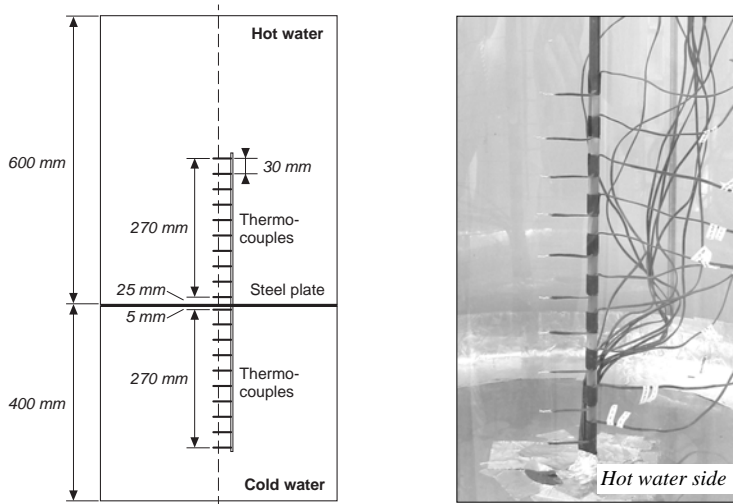 Hot water
600 mm
30 mm
270 mm
Thermo-
couples
25 mm
Steel plate
5 mm
270 mm
Thermo-
couples
400 mm
Cold water
Hot water side